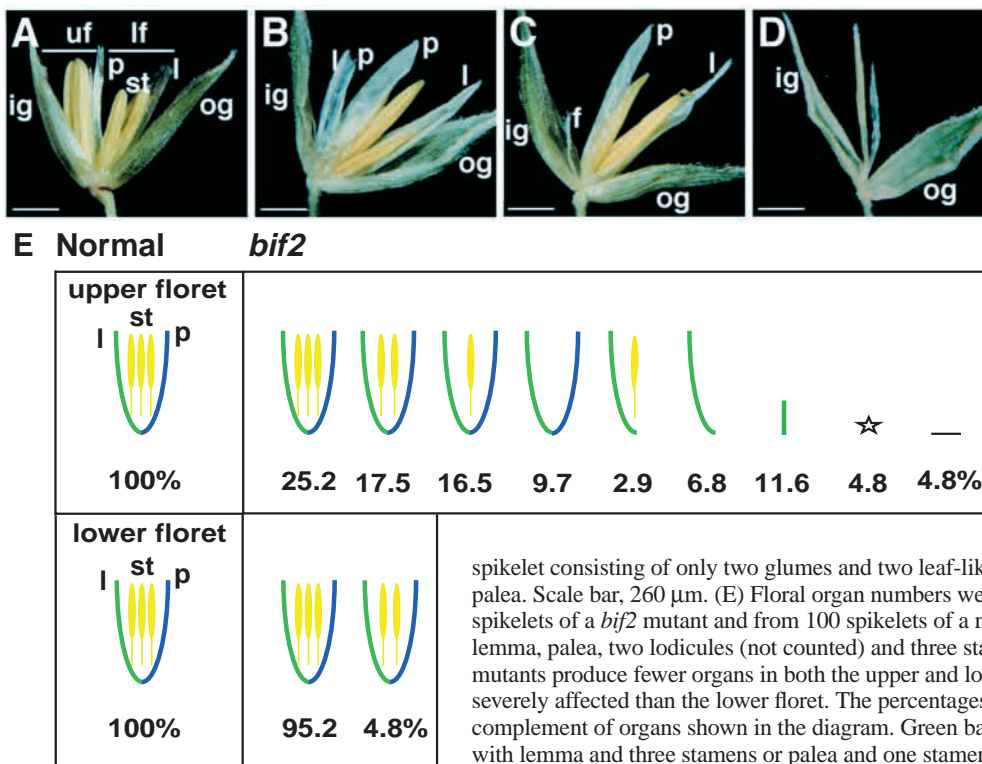 A
uf
lf
p
st
l
ig
og
B
l
p
p
l
ig
og
C
p
l
ig
f
og
D
ig
og
E Normal bif2
upper floret
st
l p
100% 25.2 17.5 16.5 9.7 2.9 6.8 11.6 4.8 4.8%
lower floret
st
l p
100% 95.2 4.8%
spikelet consisting of only two glumes and two leaf-lik
palea. Scale bar, 260 µm. (E) Floral organ numbers we
spikelets of a bif2 mutant and from 100 spikelets of a n
lemma, palea, two lodicules (not counted) and three sta
mutants produce fewer organs in both the upper and lo
severely affected than the lower floret. The percentages
complement of organs shown in the diagram. Green ba
with lemma and three stamens or palea and one stamen